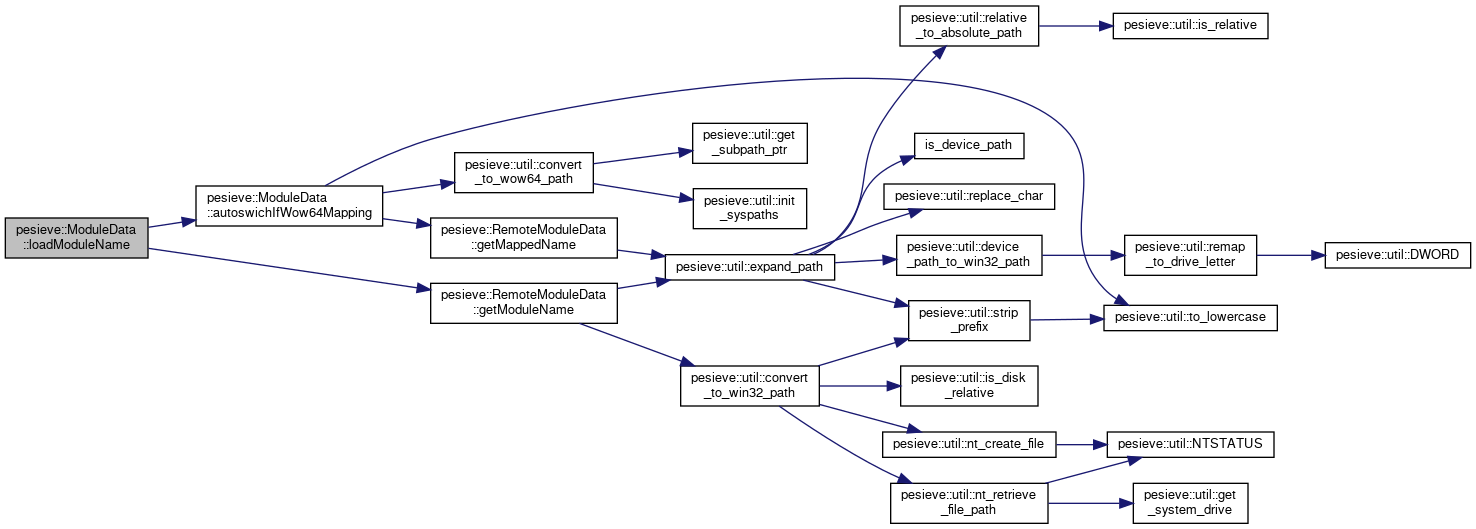 pesieve::ModuleData
::loadModuleName
pesieve::ModuleData
::autoswichIfWow64Mapping
pesieve::util::convert
_to_wow64_path
pesieve::util::get
_subpath_ptr
pesieve::util::init
_syspaths
pesieve::RemoteModuleData
::getMappedName
pesieve::RemoteModuleData
::getModuleName
pesieve::util::expand_path
pesieve::util::convert
_to_win32_path
pesieve::util::relative
_to_absolute_path
pesieve::util::is_relative
is_device_path
pesieve::util::replace_char
pesieve::util::device
_path_to_win32_path
pesieve::util::remap
_to_drive_letter
pesieve::util::DWORD
pesieve::util::strip
_prefix
pesieve::util::to_lowercase
pesieve::util::is_disk
_relative
pesieve::util::nt_create_file
pesieve::util::NTSTATUS
pesieve::util::nt_retrieve
_file_path
pesieve::util::get
_system_drive